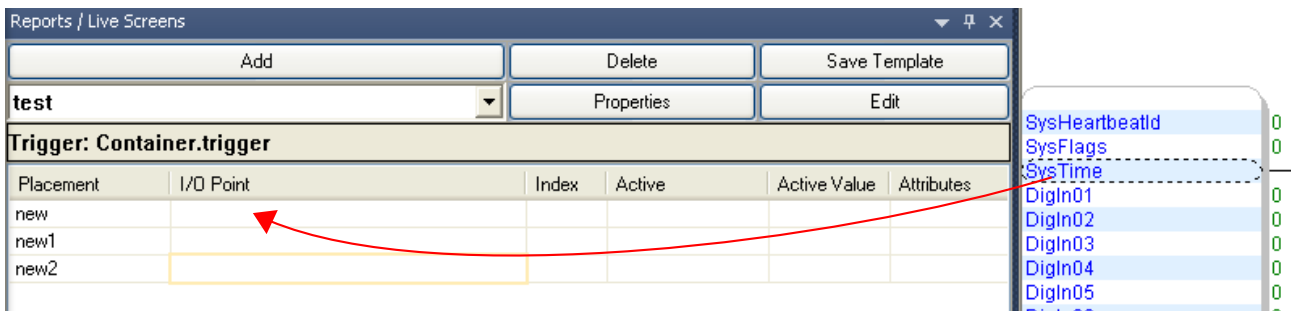 Reports / Live Screens
Add Delete Save Template
test Properties Edit
Trigger: Container.trigger
Placement I/O Point Index Active Active Value Attributes
new
new1
new2
SysHeartbeatId 0
SysFlags 0
SysTime
DigIn01 0
DigIn02 0
DigIn03 0
DigIn04 0
DigIn05 0